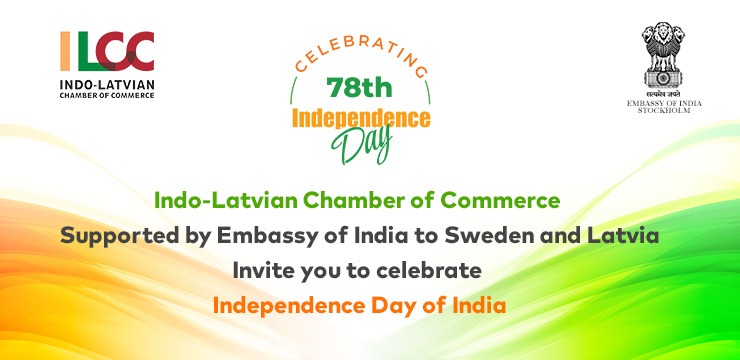 ILCC
INDO-LATVIAN
CHAMBER OF COMMERCE
CELEBRATING
78th
Independence
Day
सत्यमेव जयते
EMBASSY OF INDIA
STOCKHOLM
Indo-Latvian Chamber of Commerce
Supported by Embassy of India to Sweden and Latvia
Invite you to celebrate
Independence Day of India